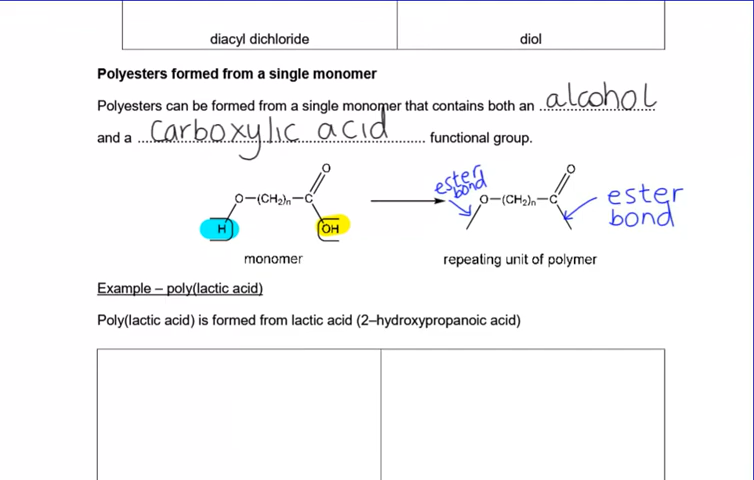 diacyl dichloride diol
Polyesters formed from a single monomer
Polyesters can be formed from a single monomer that contains both an alcohol
and a carboxylic acid functional group.
O ester bond O
O–(CH₂)ₙ–C O–(CH₂)ₙ–C ester
H OH bond
monomer repeating unit of polymer
Example – poly(lactic acid)
Poly(lactic acid) is formed from lactic acid (2–hydroxypropanoic acid)